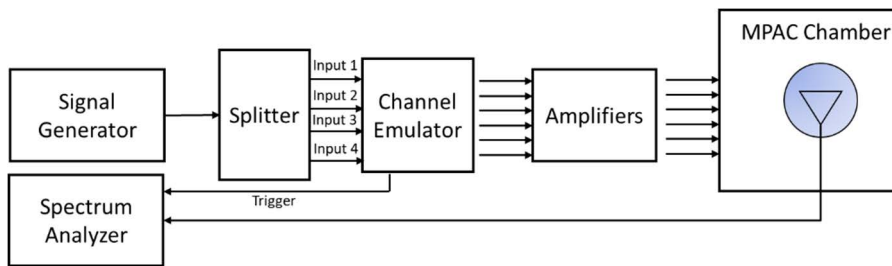 MPAC Chamber
Signal
Generator
Splitter
Input 1
Input 2
Input 3
Input 4
Channel
Emulator
Amplifiers
Trigger
Spectrum
Analyzer